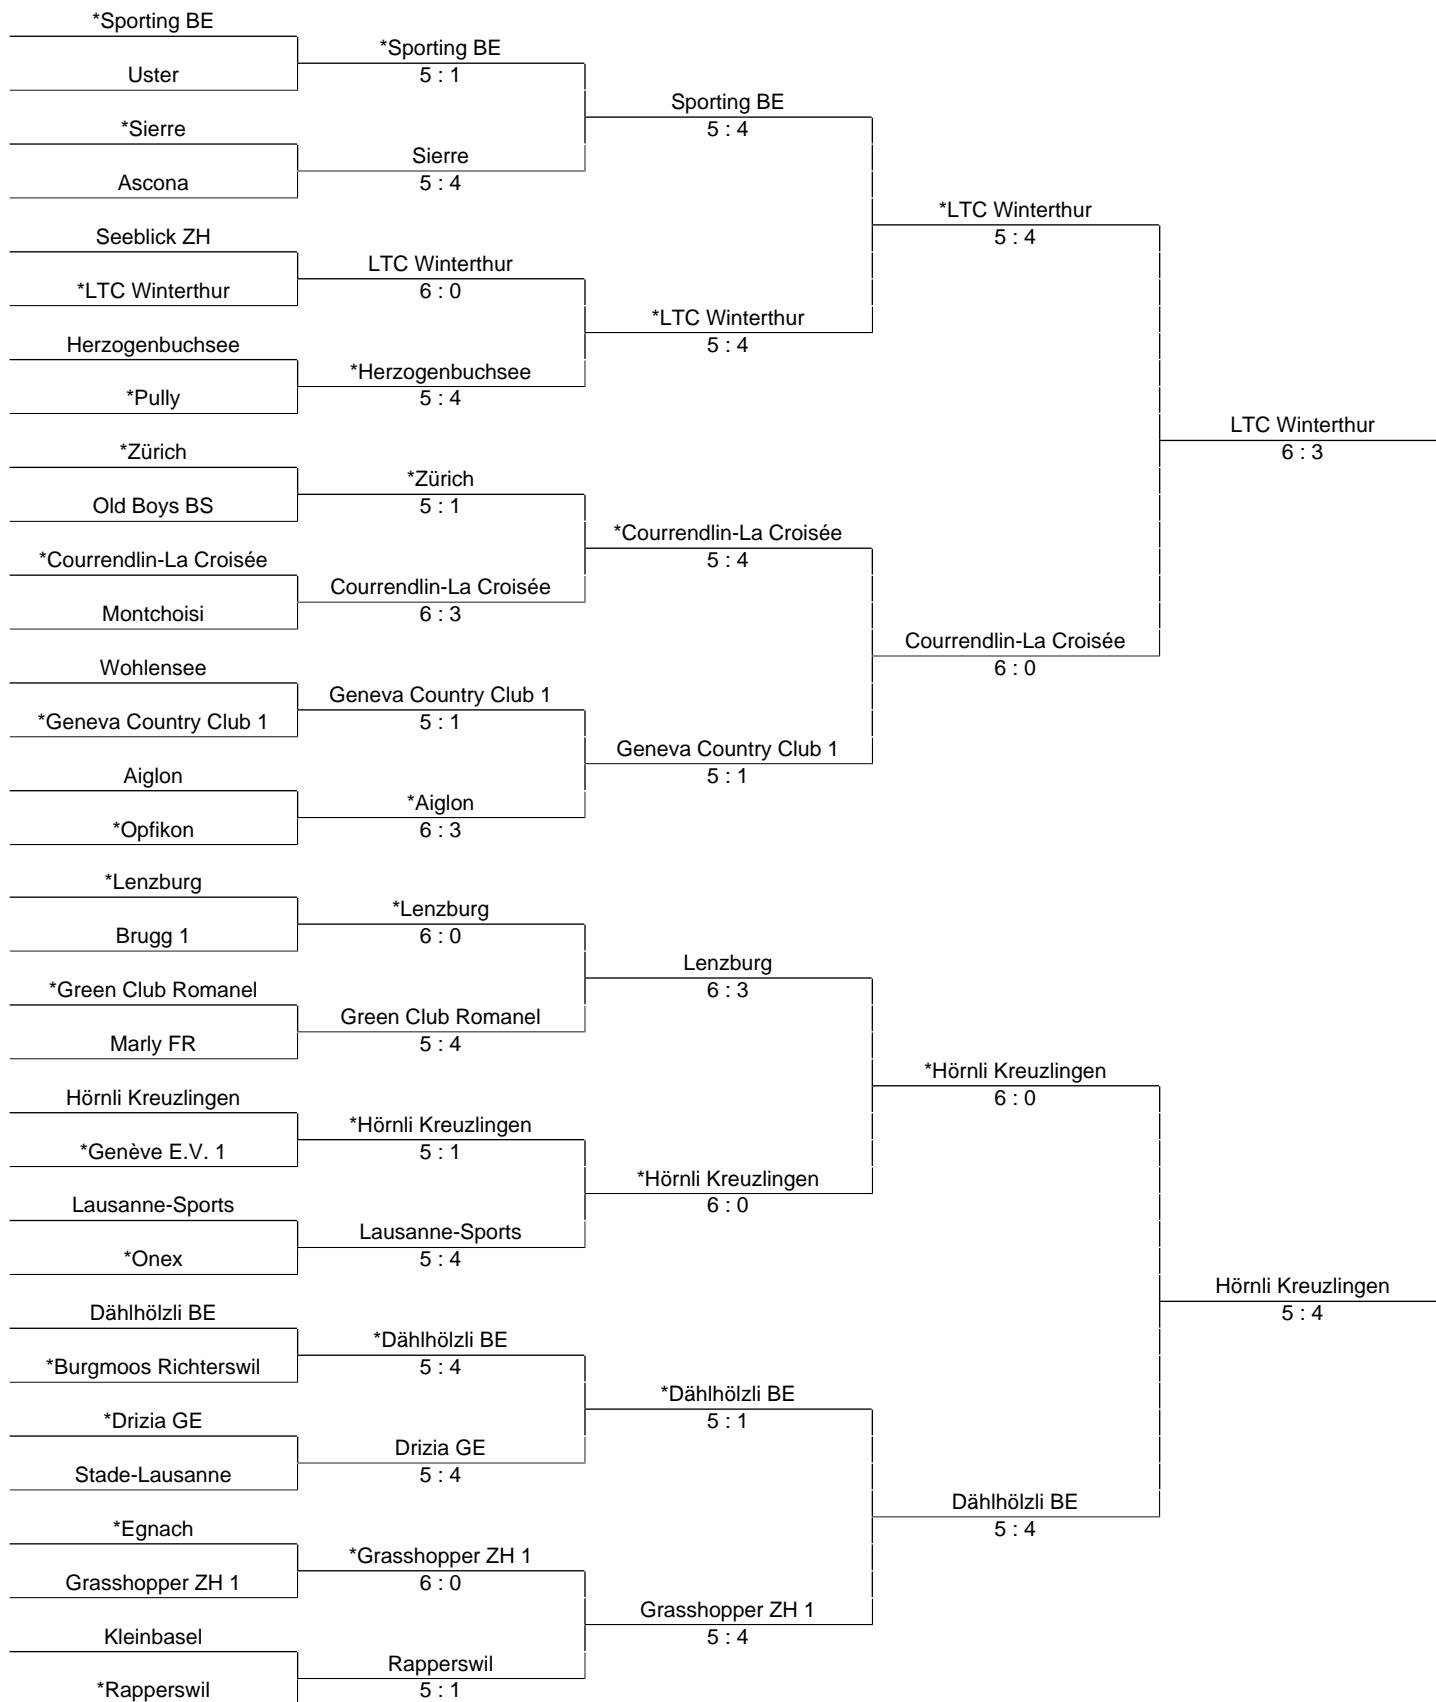 *Sporting BE
Uster
*Sierre
Ascona
Seeblick ZH
*LTC Winterthur
Herzogenbuchsee
*Pully
*Zürich
Old Boys BS
*Courrendlin-La Croisée
Montchoisi
Wohlensee
*Geneva Country Club 1
Aiglon
*Opfikon
*Lenzburg
Brugg 1
*Green Club Romanel
Marly FR
Hörnli Kreuzlingen
*Genève E.V. 1
Lausanne-Sports
*Onex
Dählhölzli BE
*Burgmoos Richterswil
*Drizia GE
Stade-Lausanne
*Egnach
Grasshopper ZH 1
Kleinbasel
*Rapperswil
*Sporting BE
5 : 1
Sierre
5 : 4
LTC Winterthur
6 : 0
*Herzogenbuchsee
5 : 4
*Zürich
5 : 1
Courrendlin-La Croisée
6 : 3
Geneva Country Club 1
5 : 1
*Aiglon
6 : 3
*Lenzburg
6 : 0
Green Club Romanel
5 : 4
*Hörnli Kreuzlingen
5 : 1
Lausanne-Sports
5 : 4
*Dählhölzli BE
5 : 4
Drizia GE
5 : 4
*Grasshopper ZH 1
6 : 0
Rapperswil
5 : 1
Sporting BE
5 : 4
*LTC Winterthur
5 : 4
*Courrendlin-La Croisée
5 : 4
Geneva Country Club 1
5 : 1
Lenzburg
6 : 3
*Hörnli Kreuzlingen
6 : 0
*Dählhölzli BE
5 : 1
Grasshopper ZH 1
5 : 4
*LTC Winterthur
5 : 4
Courrendlin-La Croisée
6 : 0
*Hörnli Kreuzlingen
6 : 0
Dählhölzli BE
5 : 4
LTC Winterthur
6 : 3
Hörnli Kreuzlingen
5 : 4